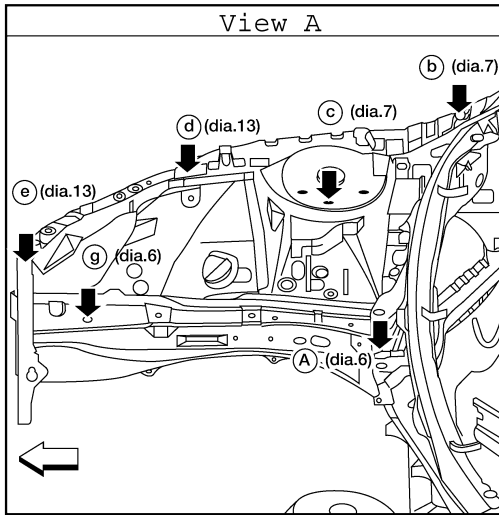 View A
b (dia.7)
c (dia.7)
d (dia.13)
e (dia.13)
g (dia.6)
A (dia.6)